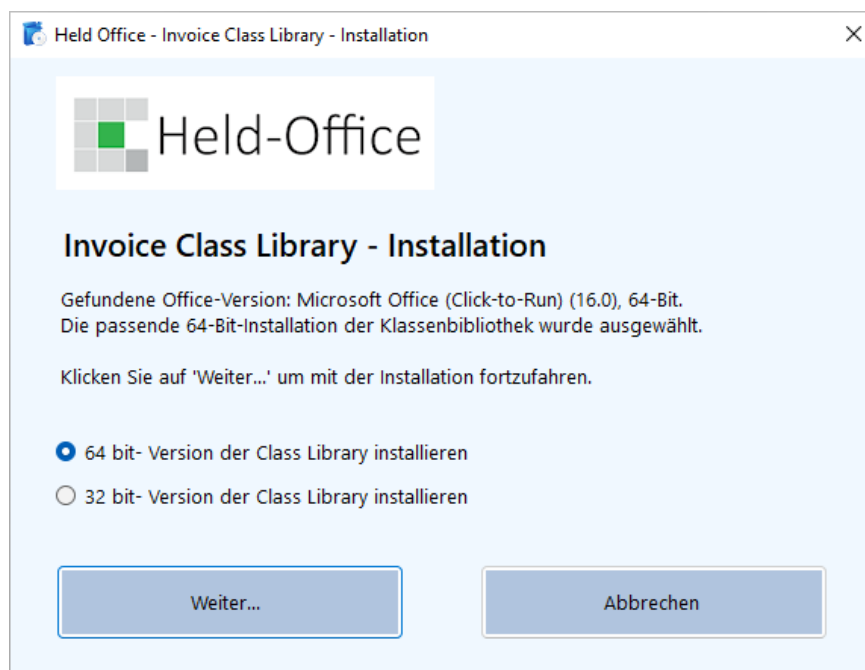 Held Office - Invoice Class Library - Installation
Held-Office
Invoice Class Library - Installation
Gefundene Office-Version: Microsoft Office (Click-to-Run) (16.0), 64-Bit.
Die passende 64-Bit-Installation der Klassenbibliothek wurde ausgewählt.
Klicken Sie auf 'Weiter...' um mit der Installation fortzufahren.
64 bit- Version der Class Library installieren
32 bit- Version der Class Library installieren
Weiter...
Abbrechen